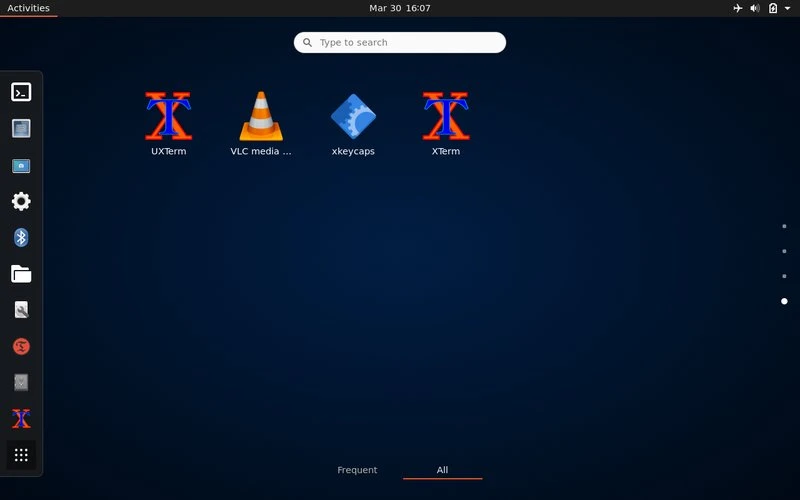 Activities
Mar 30 16:07
Type to search
UXTerm
VLC media ...
xkeycaps
XTerm
Frequent
All